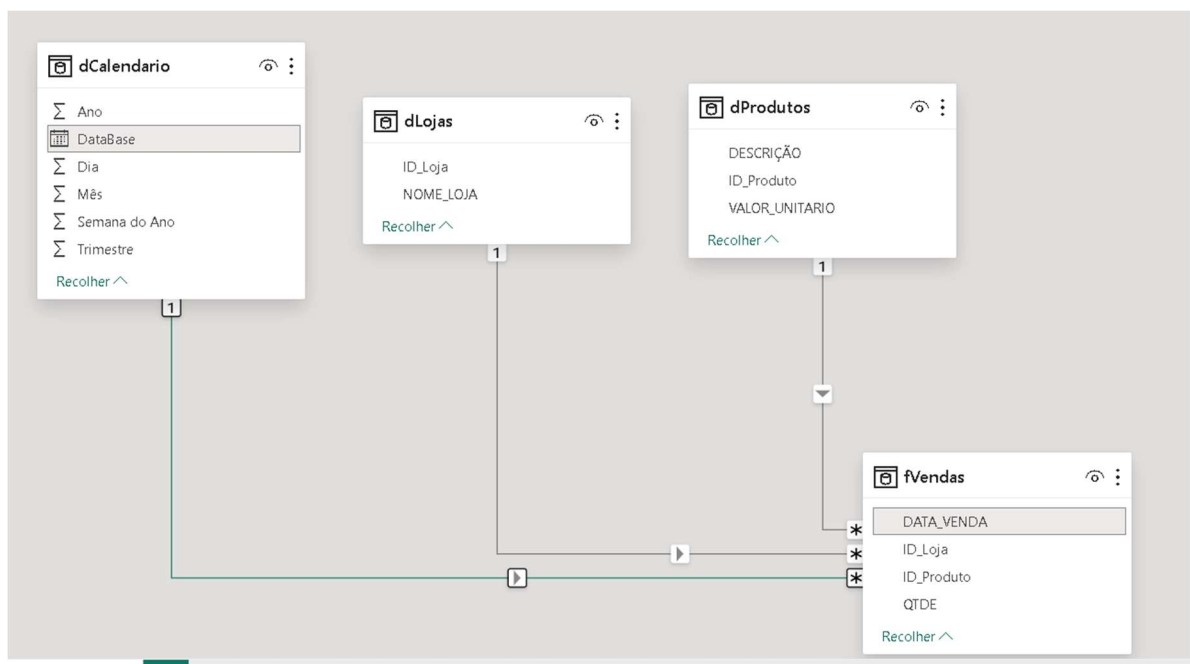 dCalendario
Σ Ano
DataBase
Σ Dia
Σ Mês
Σ Semana do Ano
Σ Trimestre
Recolher
1
dLojas
ID_Loja
NOME_LOJA
Recolher
1
dProdutos
DESCRIÇÃO
ID_Produto
VALOR_UNITARIO
Recolher
1
fVendas
DATA_VENDA
ID_Loja
ID_Produto
QTDE
Recolher
*
*
*